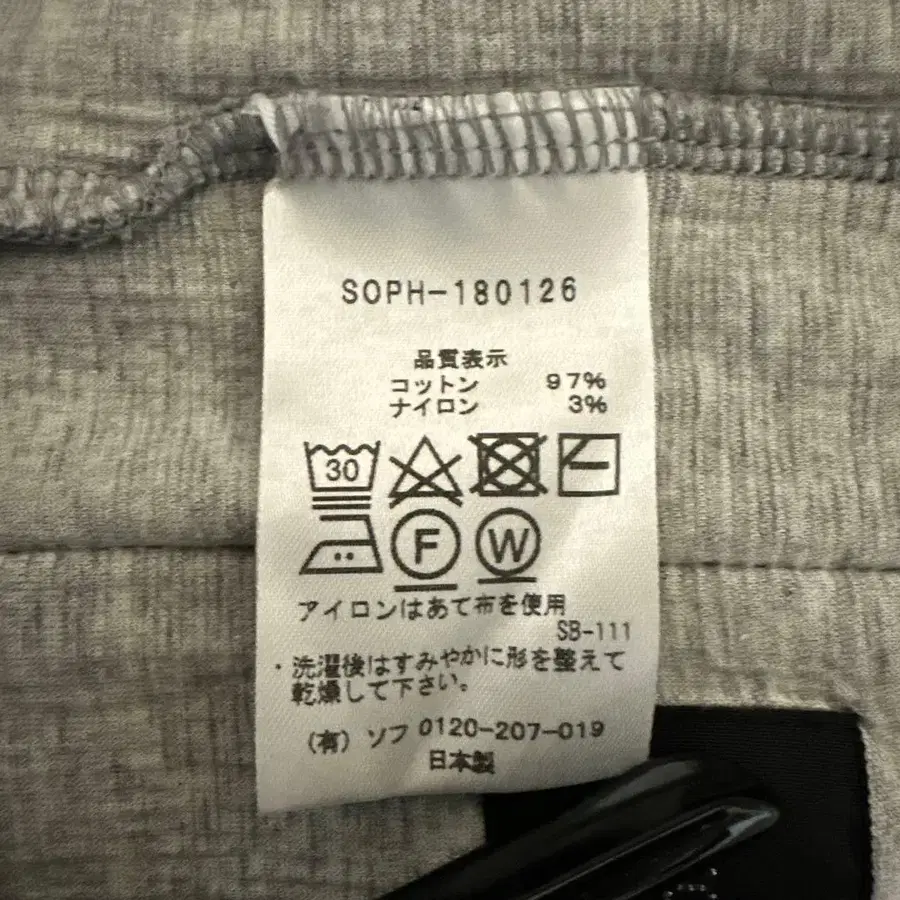 SOPH-180126
品質表示
コットン 97%
ナイロン 3%
30
F W
アイロンはあて布を使用
SB-111
・洗濯後はすみやかに形を整えて
乾燥して下さい。
(有) ソフ 0120-207-019
日本製